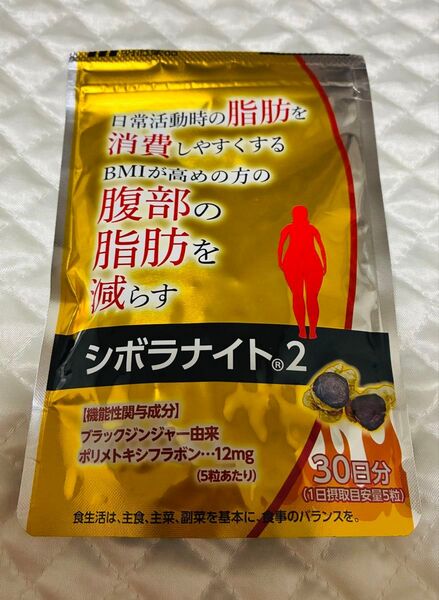 日常活動時の脂肪を
消費しやすくする
BMIが高めの方の
腹部の
脂肪を
減らす
シボラナイト®2
【機能性関与成分】
ブラックジンジャー由来
ポリメトキシフラボン…12mg
(5粒あたり)
30日分
(1日摂取目安量5粒)
食生活は、主食、主菜、副菜を基本に、食事のバランスを。